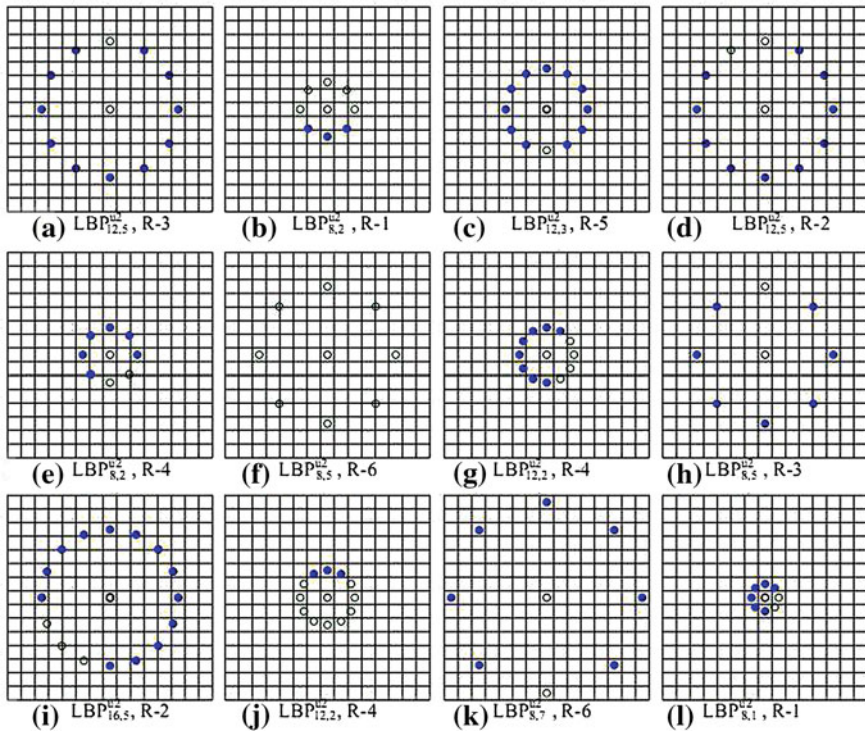 (a) LBP^{u2}_{12,5}, R-3 (b) LBP^{u2}_{8,2}, R-1 (c) LBP^{u2}_{12,3}, R-5 (d) LBP^{u2}_{12,5}, R-2
(e) LBP^{u2}_{8,2}, R-4 (f) LBP^{u2}_{8,5}, R-6 (g) LBP^{u2}_{12,2}, R-4 (h) LBP^{u2}_{8,5}, R-3
(i) LBP^{u2}_{16,5}, R-2 (j) LBP^{u2}_{12,2}, R-4 (k) LBP^{u2}_{8,7}, R-6 (l) LBP^{u2}_{8,1}, R-1